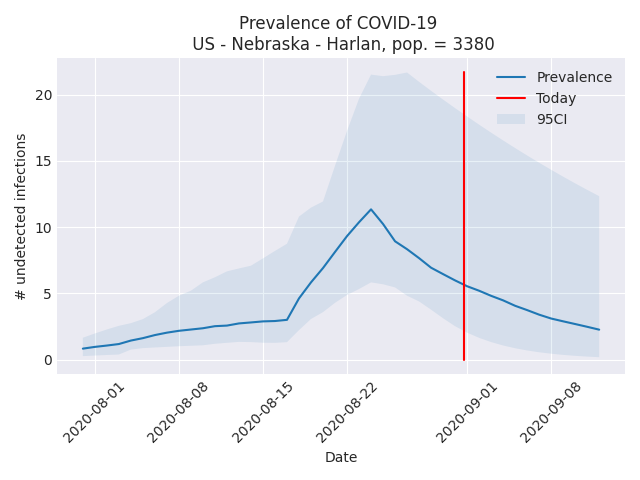 Prevalence of COVID-19
US - Nebraska - Harlan, pop. = 3380
Prevalence
Today
95CI
# undetected infections
20
15
10
5
0
2020-08-01
2020-08-08
2020-08-15
2020-08-22
2020-09-01
2020-09-08
Date